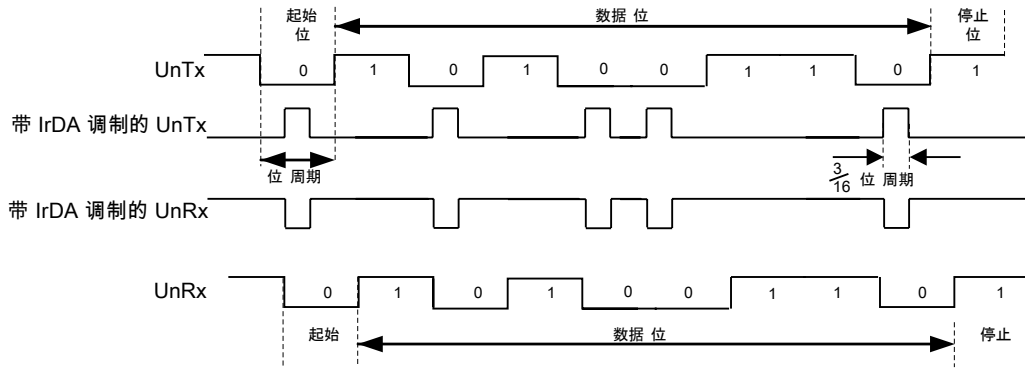 起始 数据 位 停止
位 位
UnTx 0 1 0 1 0 0 1 1 0 1
带 IrDA 调制的 UnTx
位 周期 3/16 位 周期
带 IrDA 调制的 UnRx
UnRx 0 1 0 1 0 0 1 1 0 1
起始 数据 位 停止